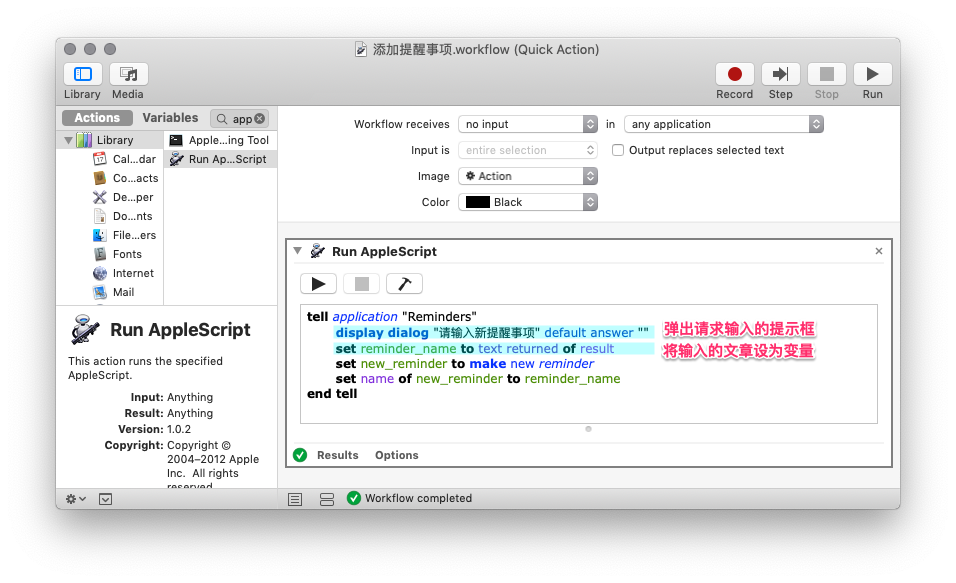 添加提醒事项.workflow (Quick Action)
Library
Media
Record
Step
Stop
Run
Actions
Variables
app
Library
Cal...dar
Co...acts
De...per
Do...nts
File...ers
Fonts
Internet
Mail
Apple...ing Tool
Run Ap...Script
Workflow receives
no input
in
any application
Input is
entire selection
Output replaces selected text
Image
Action
Color
Black
Run AppleScript
tell application "Reminders"
display dialog "请输入新提醒事项" default answer ""
set reminder_name to text returned of result
set new_reminder to make new reminder
set name of new_reminder to reminder_name
end tell
弹出请求输入的提示框
将输入的文章设为变量
Results
Options
Run AppleScript
This action runs the specified
AppleScript.
Input: Anything
Result: Anything
Version: 1.0.2
Copyright: Copyright ©
2004–2012 Apple
Inc. All rights
reserved
Workflow completed